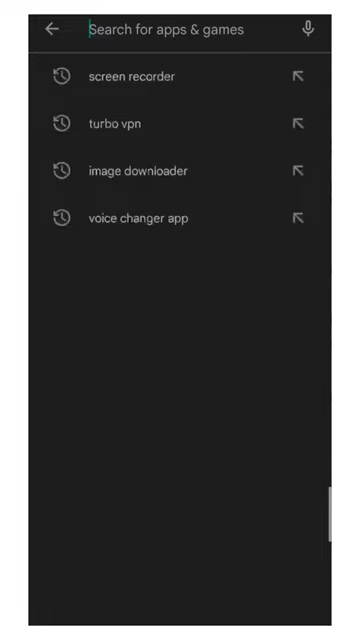 Search for apps & games
screen recorder
turbo vpn
image downloader
voice changer app